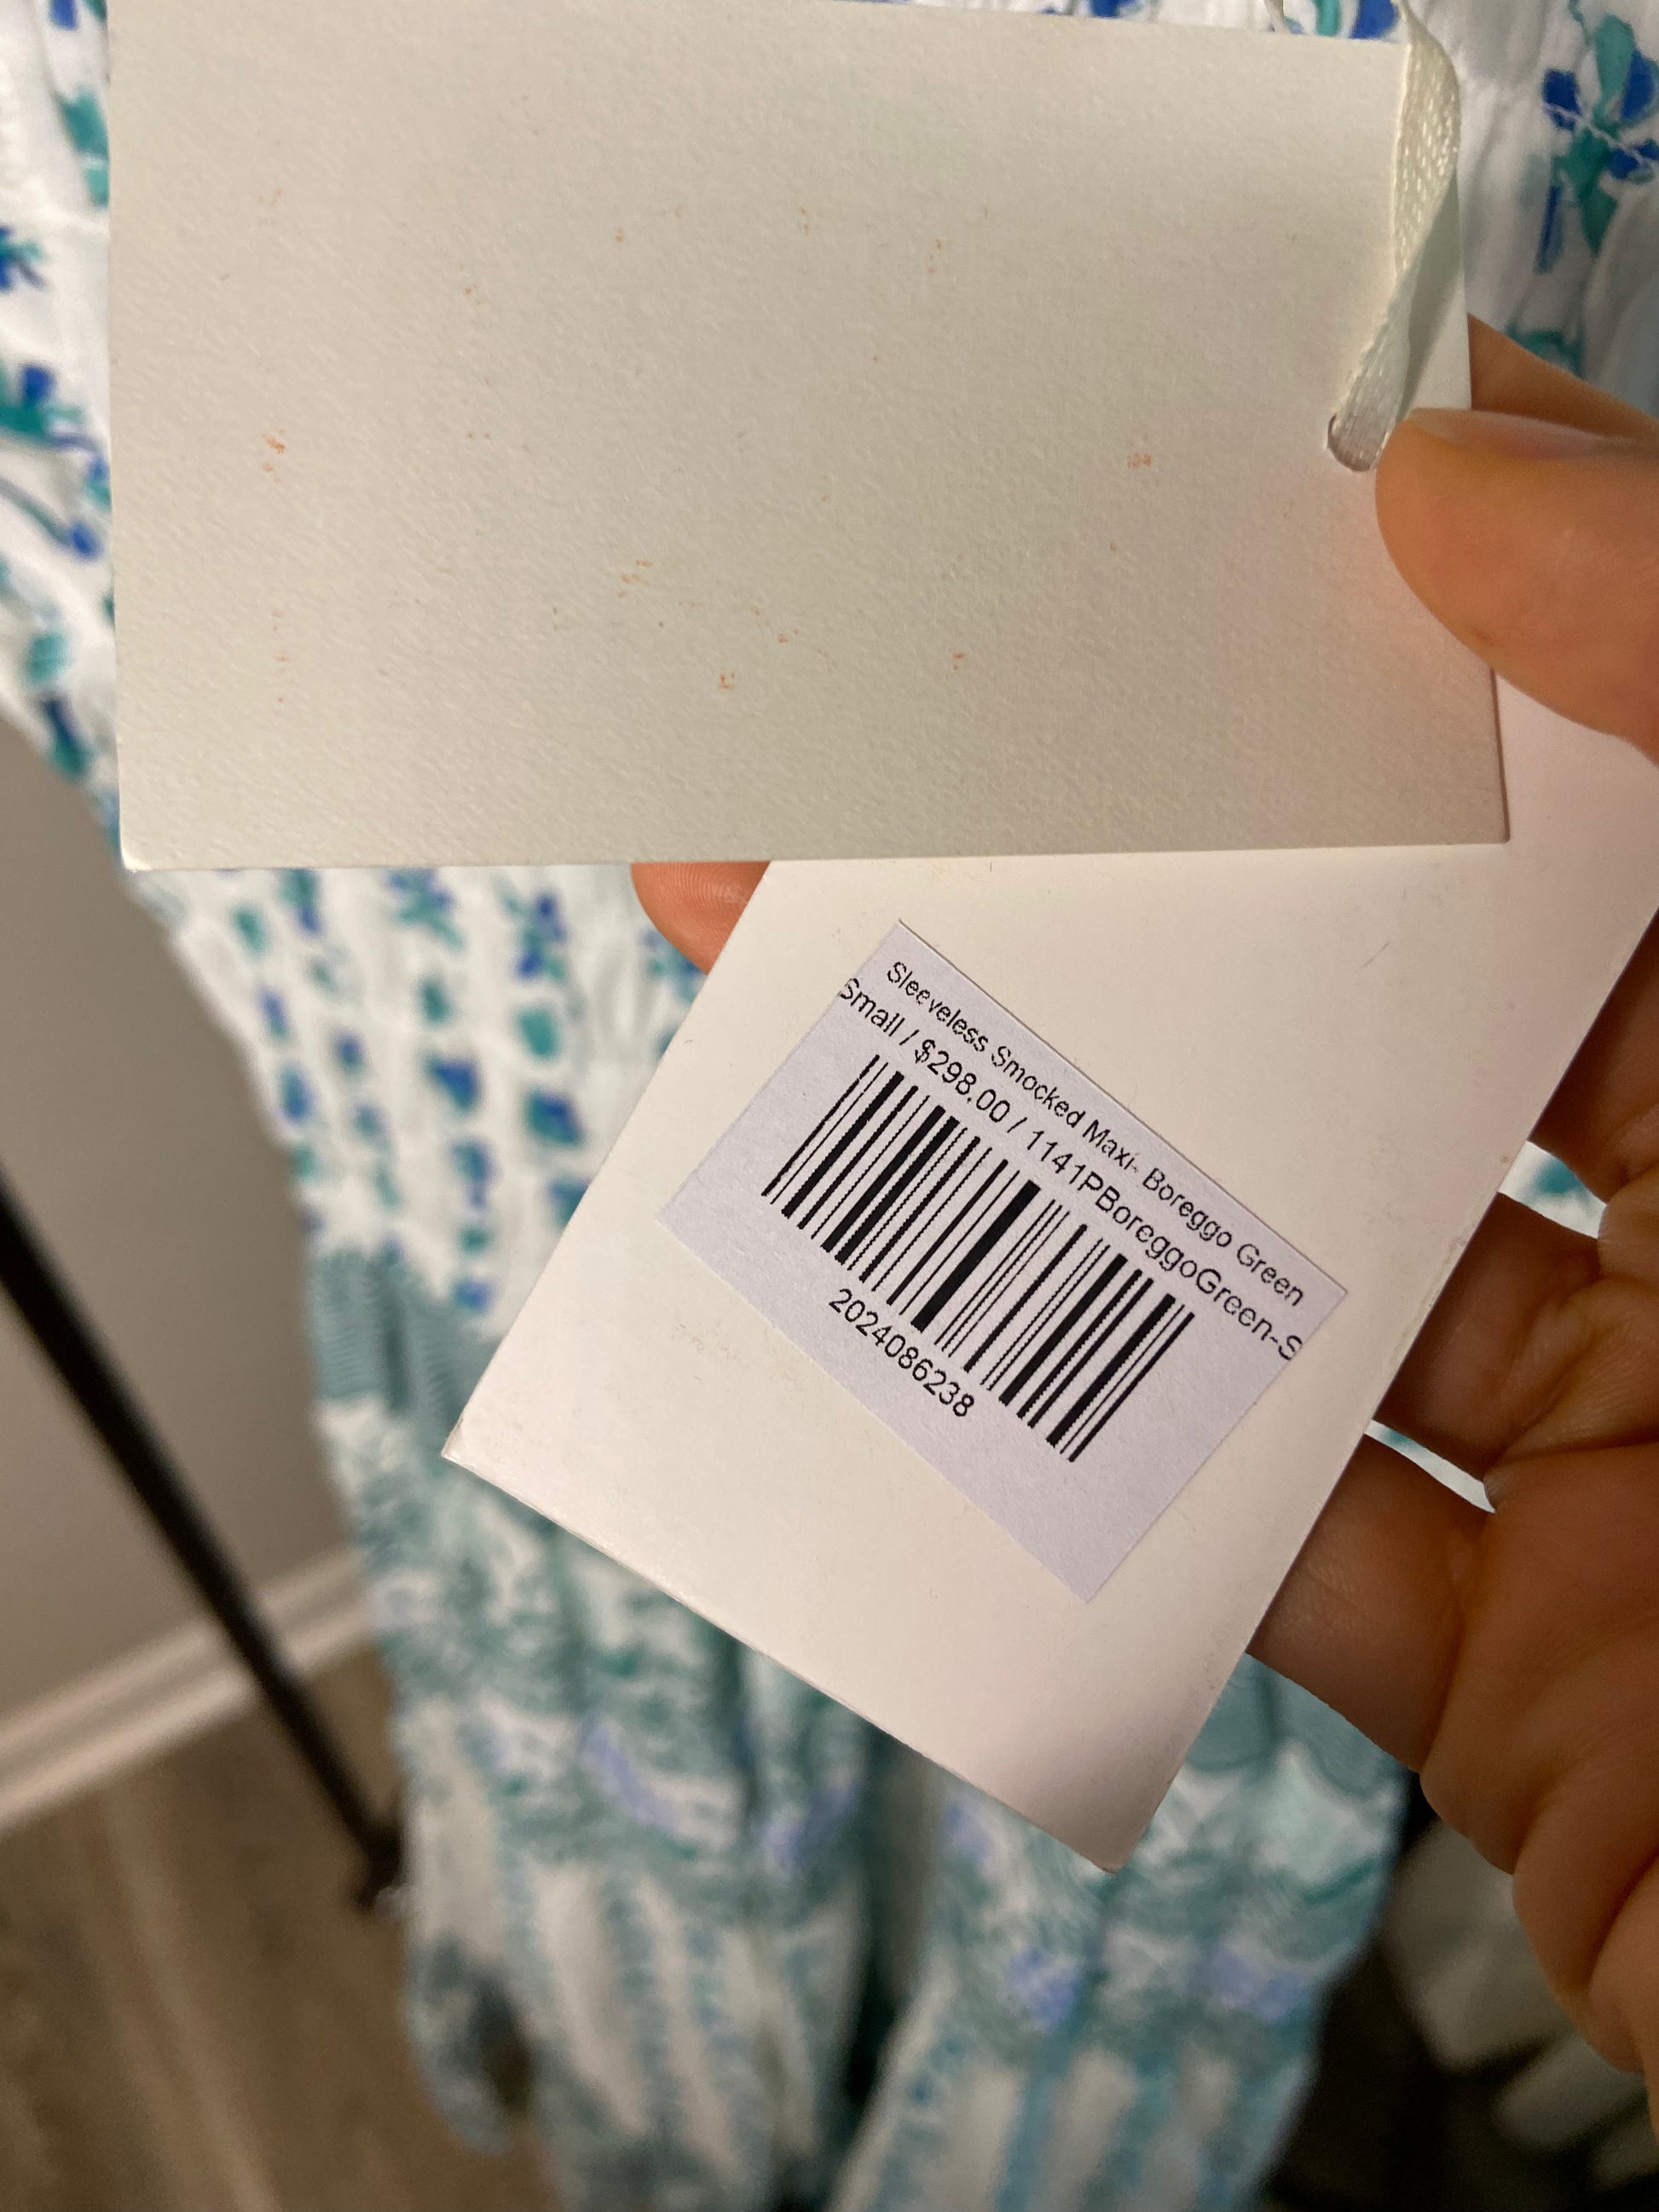 Sleeveless Smocked Maxi- Boreggo Green
Small / $298.00 / 1141PBoreggoGreen-S
2024086238